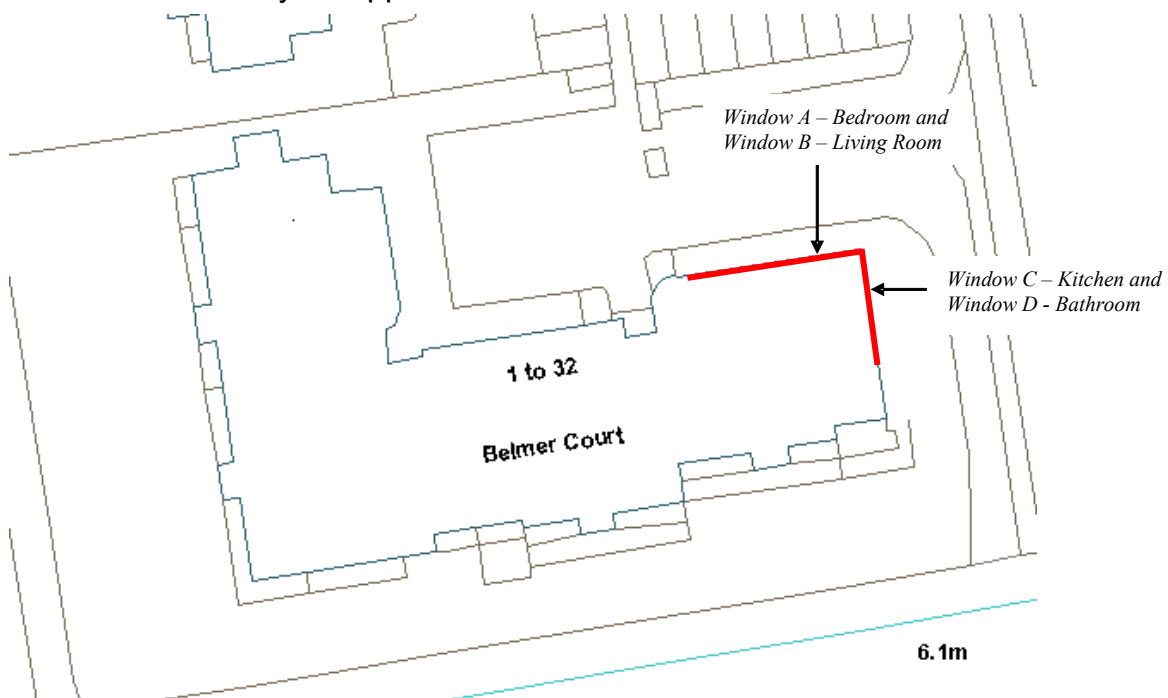 Window A – Bedroom and
Window B – Living Room
Window C – Kitchen and
Window D - Bathroom
1 to 32
Belmer Court
6.1m